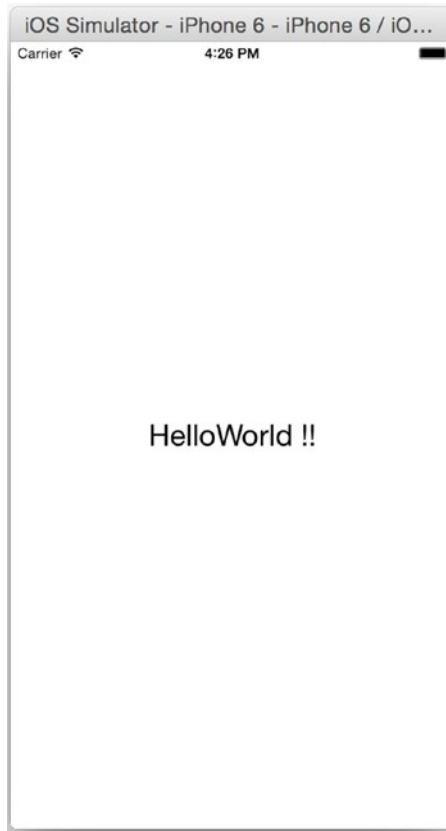 iOS Simulator - iPhone 6 - iPhone 6 / iO...
Carrier 4:26 PM
HelloWorld !!